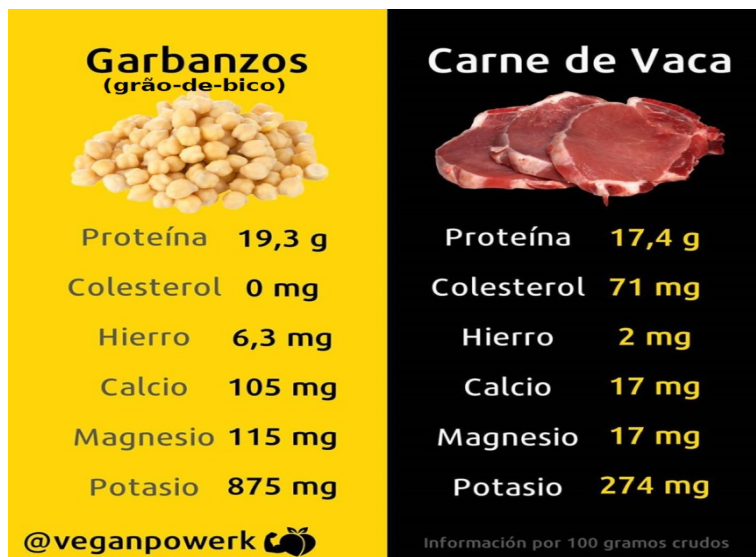 Garbanzos
(grão-de-bico)
Proteína 19,3 g
Colesterol 0 mg
Hierro 6,3 mg
Calcio 105 mg
Magnesio 115 mg
Potasio 875 mg
@veganpowerk
Carne de Vaca
Proteína 17,4 g
Colesterol 71 mg
Hierro 2 mg
Calcio 17 mg
Magnesio 17 mg
Potasio 274 mg
Información por 100 gramos crudos